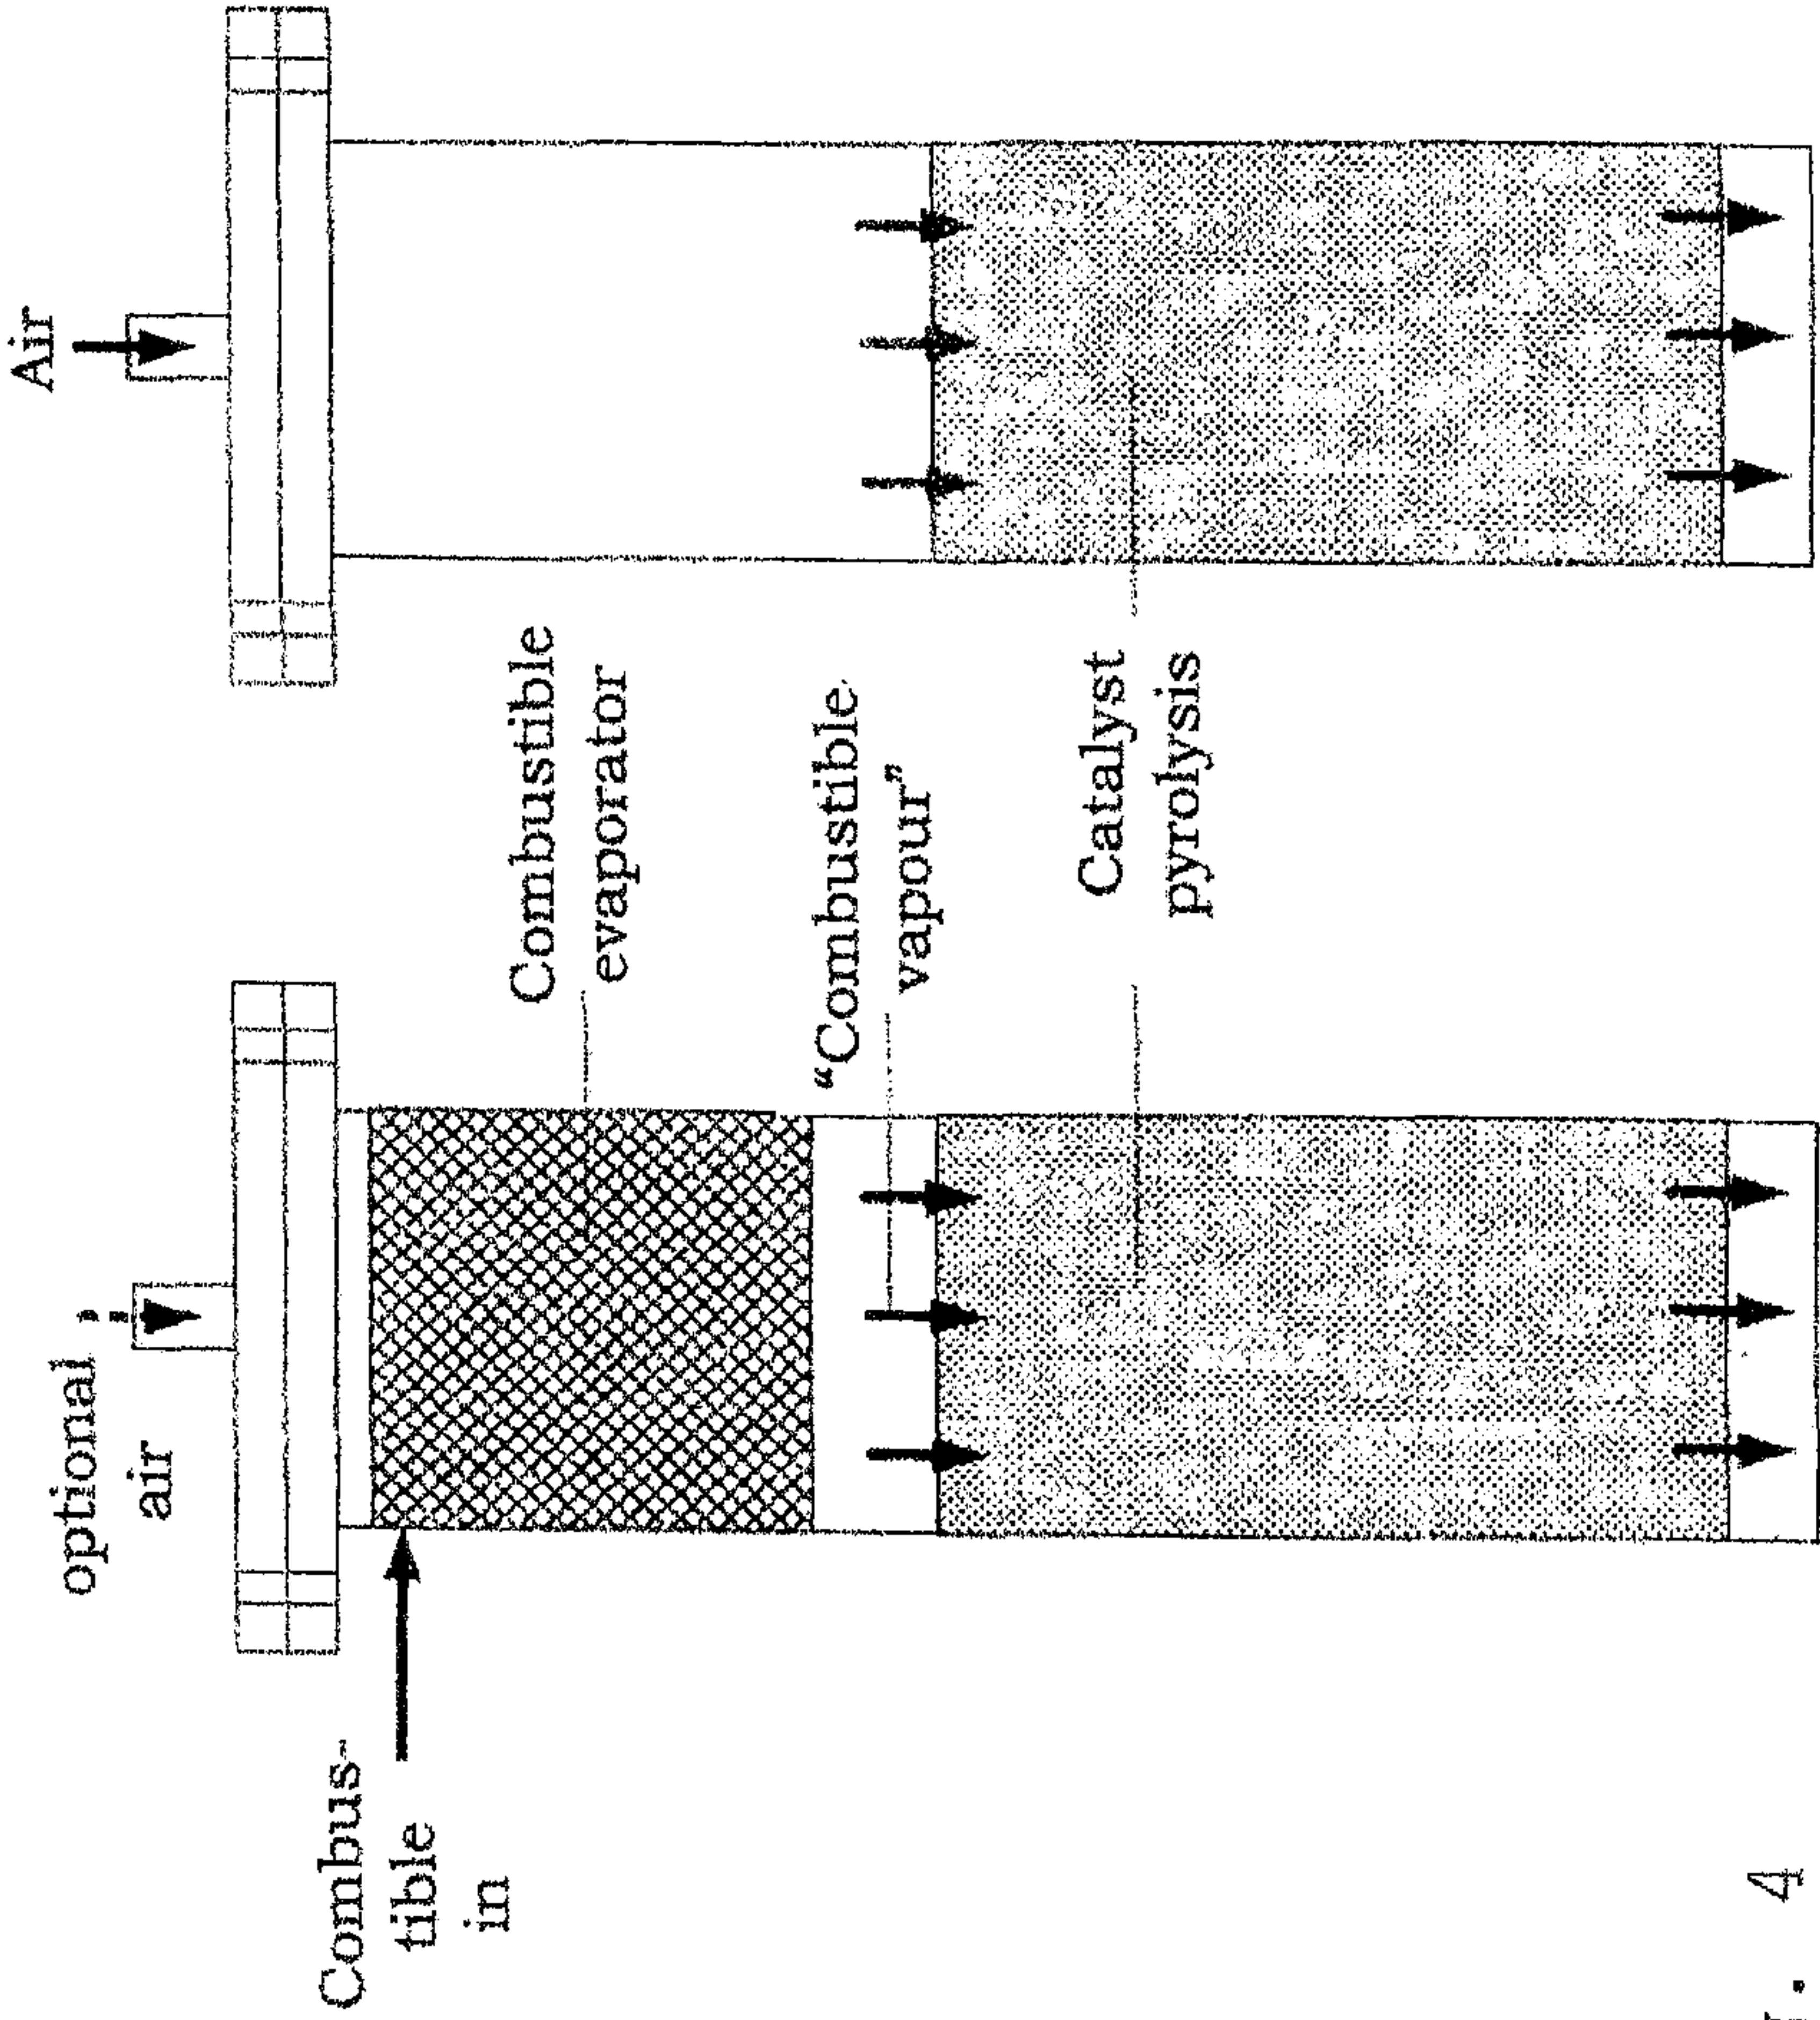 optional
air
Air
Combus-
tible
in
Combustible
evaporator
“Combustible
vapour”
Catalyst
pyrolysis
4